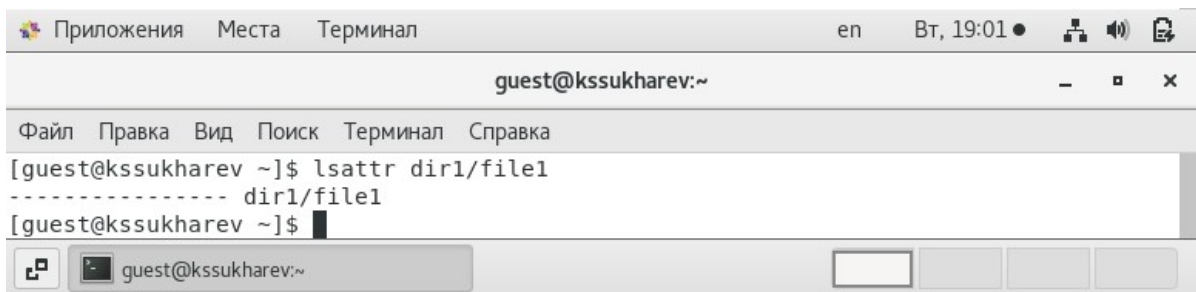 Приложения Места Терминал en Вт, 19:01
guest@kssukharev:~
Файл Правка Вид Поиск Терминал Справка
[guest@kssukharev ~]$ lsattr dir1/file1
---------------- dir1/file1
[guest@kssukharev ~]$
guest@kssukharev:~